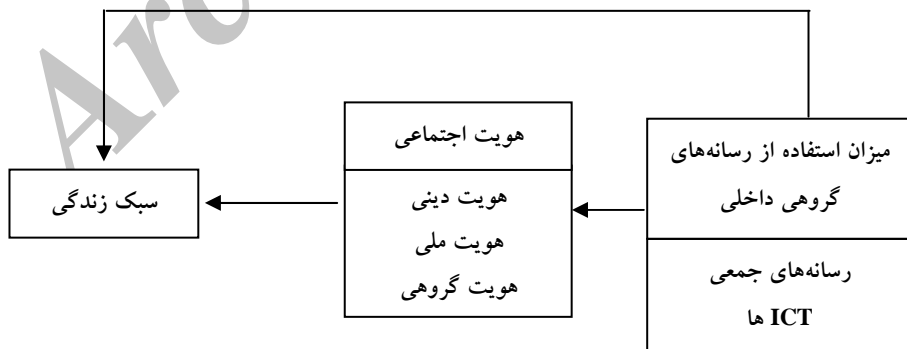 میزان استفاده از رسانه‌های
گروهی داخلی
رسانه‌های جمعی
ICT ها
هویت اجتماعی
هویت دینی
هویت ملی
هویت گروهی
سبک زندگی
Arc